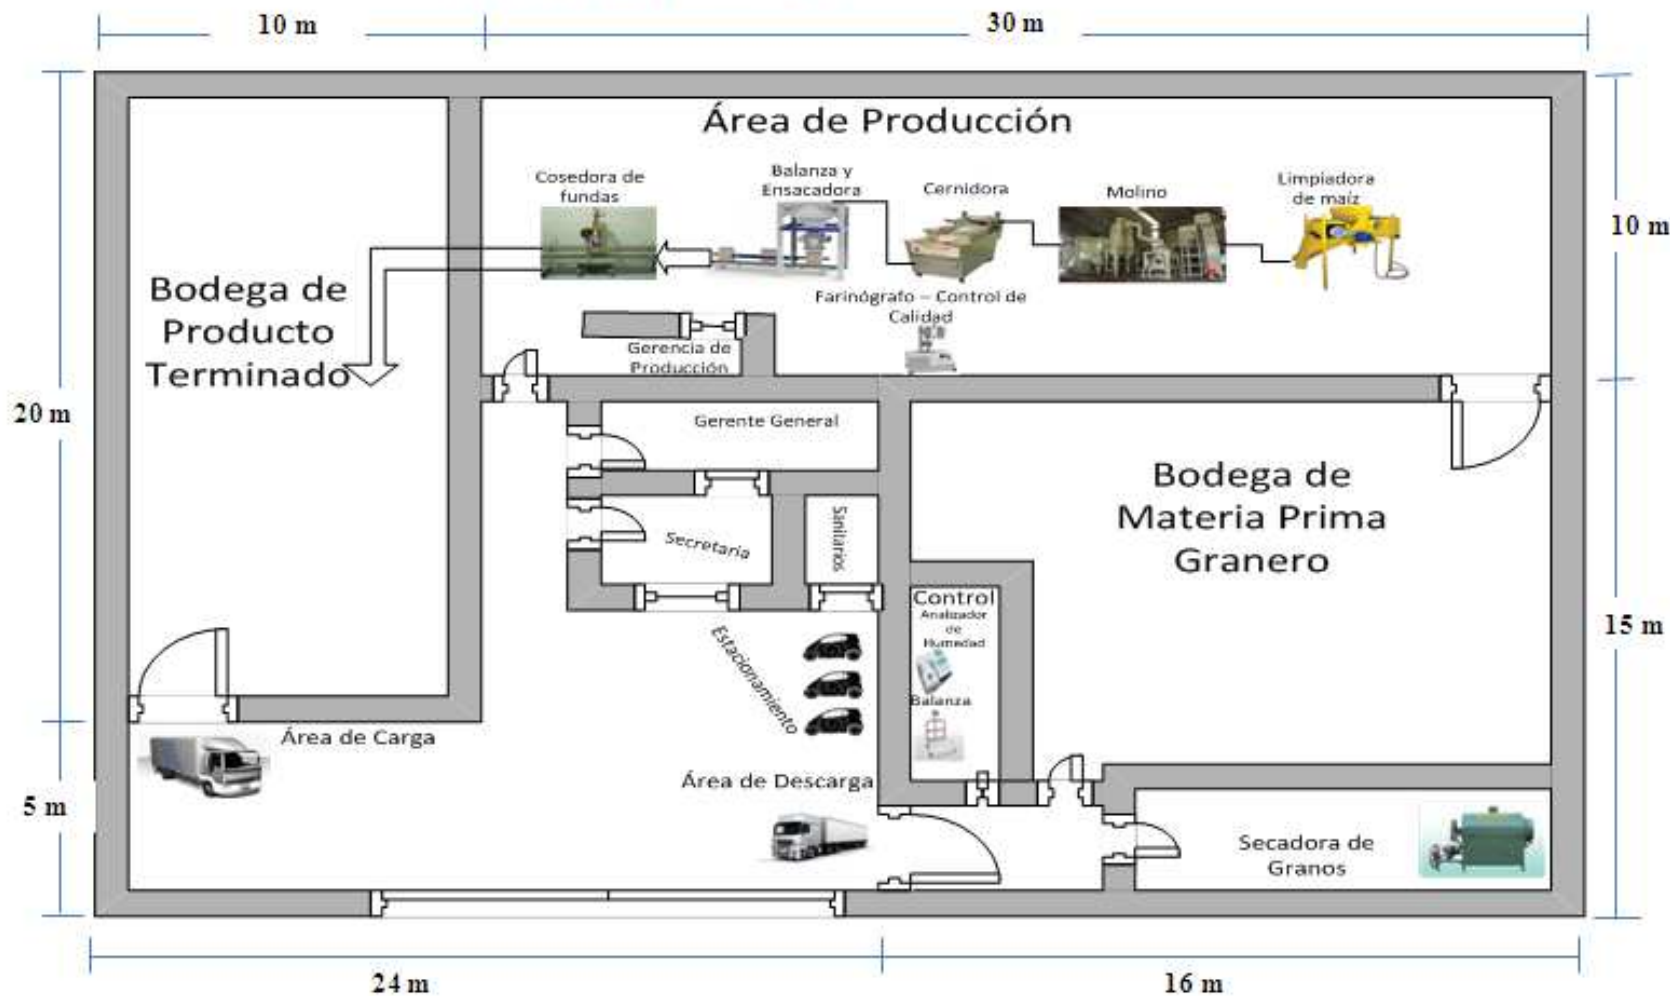 10 m
30 m
Área de Producción
Cosedora de
fundas
Balanza y
Ensacadora
Cernidora
Molino
Limpiadora
de maíz
10 m
Bodega de
Producto
Terminado
Farinógrafo – Control de
Calidad
Gerencia de
Producción
20 m
Gerente General
Bodega de
Materia Prima
Granero
Secretaria
Sanitarios
Control
Analizador
de
Humedad
Balanza
15 m
Estacionamiento
Área de Carga
Área de Descarga
5 m
Secadora de
Granos
24 m
16 m